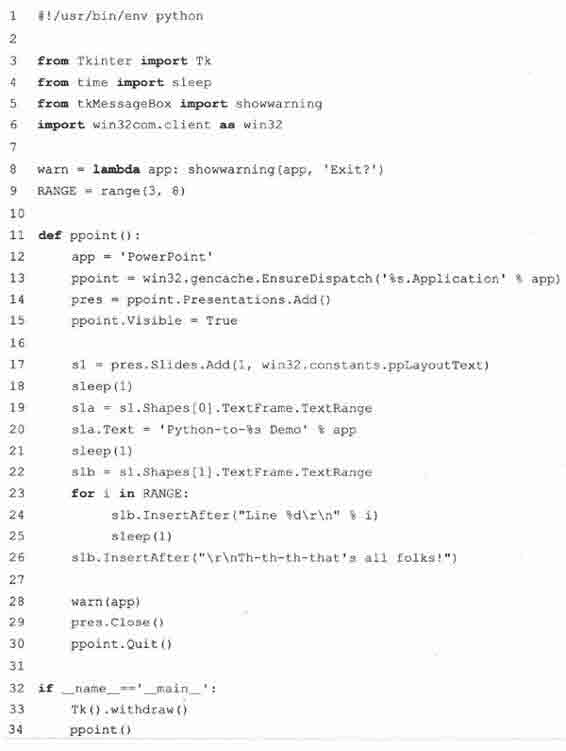 1 #!/usr/bin/env python
2
3 from Tkinter import Tk
4 from time import sleep
5 from tkMessageBox import showwarning
6 import win32com.client as win32
7
8 warn = lambda app: showwarning(app, 'Exit?')
9 RANGE = range(3, 8)
10
11 def ppoint():
12     app = 'PowerPoint'
13     ppoint = win32.gencache.EnsureDispatch('%s.Application' % app)
14     pres = ppoint.Presentations.Add()
15     ppoint.Visible = True
16
17     s1 = pres.Slides.Add(1, win32.constants.ppLayoutText)
18     sleep(1)
19     s1a = s1.Shapes[0].TextFrame.TextRange
20     s1a.Text = 'Python-to-%s Demo' % app
21     sleep(1)
22     s1b = s1.Shapes[1].TextFrame.TextRange
23     for i in RANGE:
24         s1b.InsertAfter("Line %d\r\n" % i)
25         sleep(1)
26     s1b.InsertAfter("\r\nTh-th-th-that's all folks!")
27
28     warn(app)
29     pres.Close()
30     ppoint.Quit()
31
32 if __name__=='__main__':
33     Tk().withdraw()
34     ppoint()